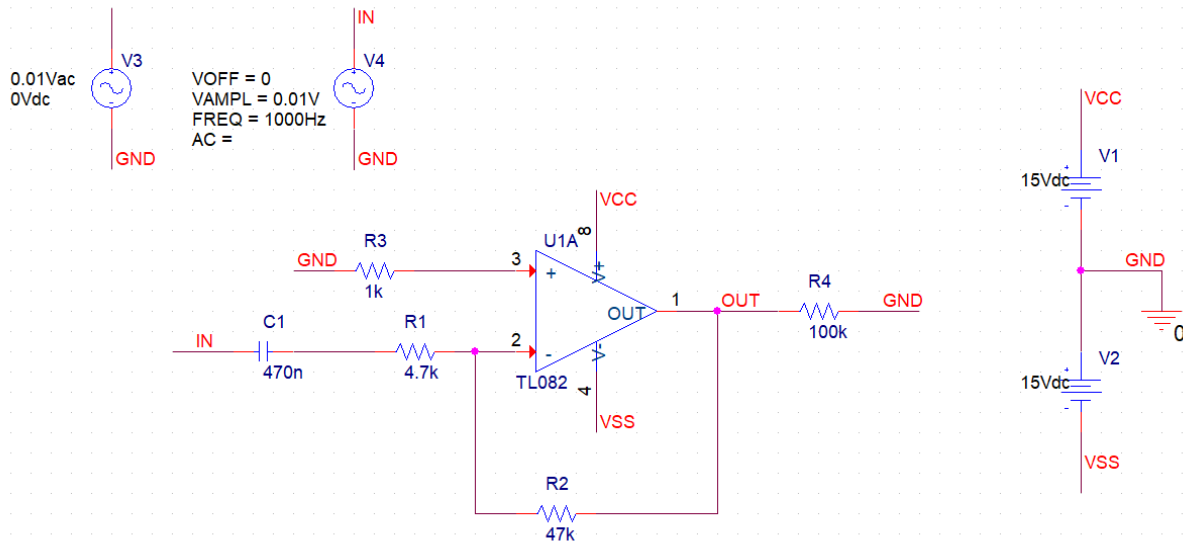 IN
V3
V4
0.01Vac
0Vdc
VOFF = 0
VAMPL = 0.01V
FREQ = 1000Hz
AC =
GND
GND
VCC
V1
15Vdc
GND
0
V2
15Vdc
VSS
VCC
8
U1A
V+
R3
GND
1k
3
+
C1
R1
IN
470n
4.7k
2
-
OUT
1
OUT
R4
GND
100k
V-
TL082
4
VSS
R2
47k